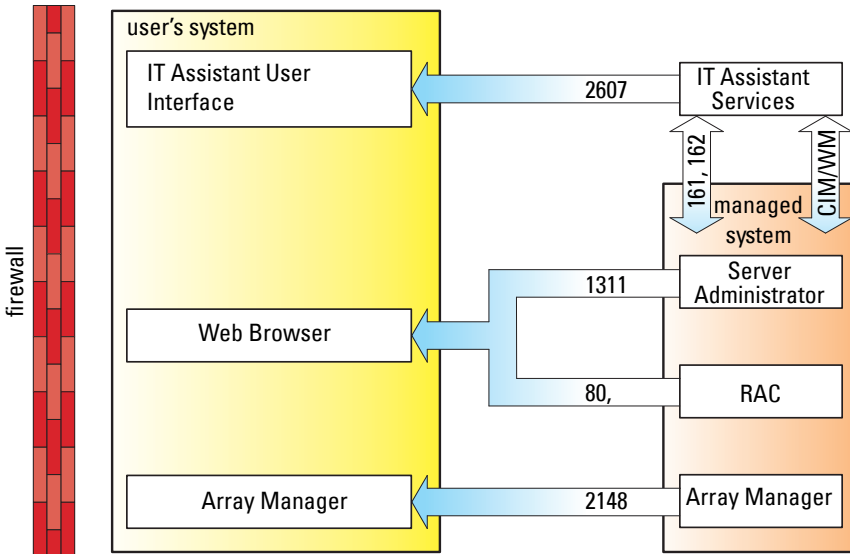 user's system
IT Assistant User
Interface
2607
IT Assistant
Services
161, 162
CIM/WM
managed
system
firewall
1311
Server
Administrator
Web Browser
80,
RAC
Array Manager
2148
Array Manager